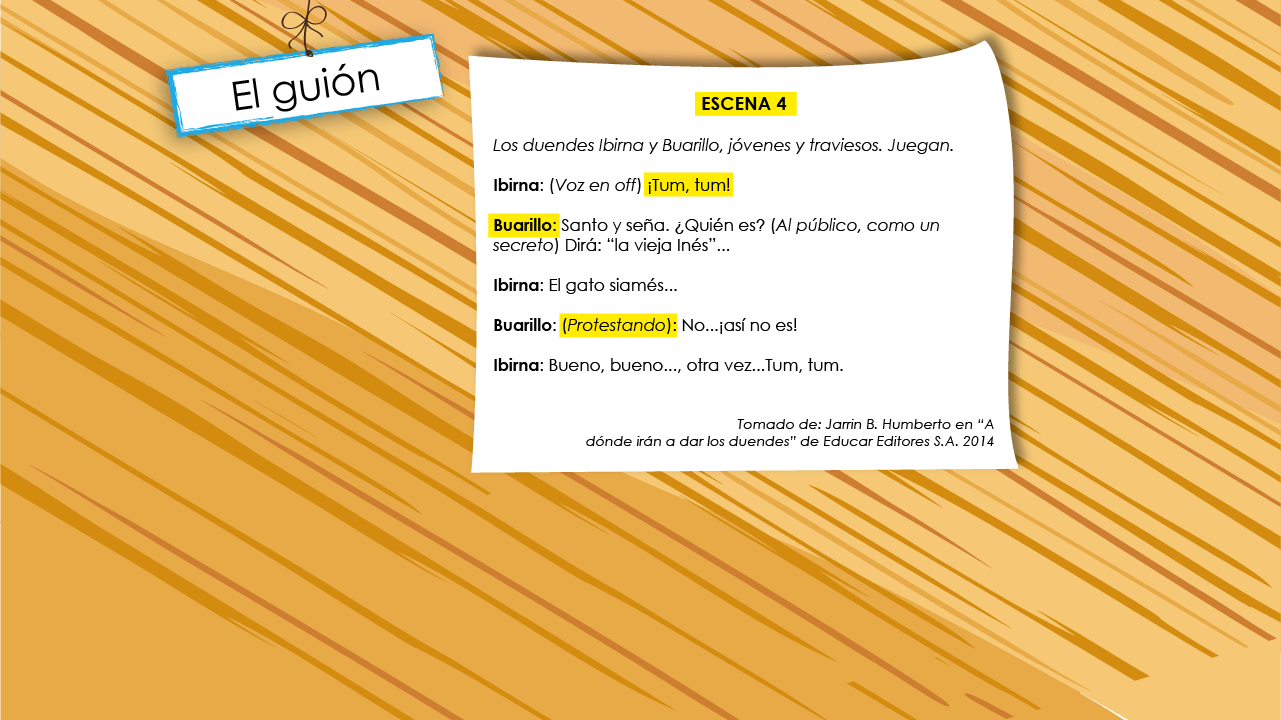 El guión
ESCENA 4
Los duendes Ibirna y Buarillo, jóvenes y traviesos. Juegan.
Ibirna: (Voz en off) ¡Tum, tum!
Buarillo: Santo y seña. ¿Quién es? (Al público, como un
secreto) Dirá: “la vieja Inés”...
Ibirna: El gato siamés...
Buarillo: (Protestando): No...¡así no es!
Ibirna: Bueno, bueno..., otra vez...Tum, tum.
Tomado de: Jarrin B. Humberto en “A
dónde irán a dar los duendes” de Educar Editores S.A. 2014